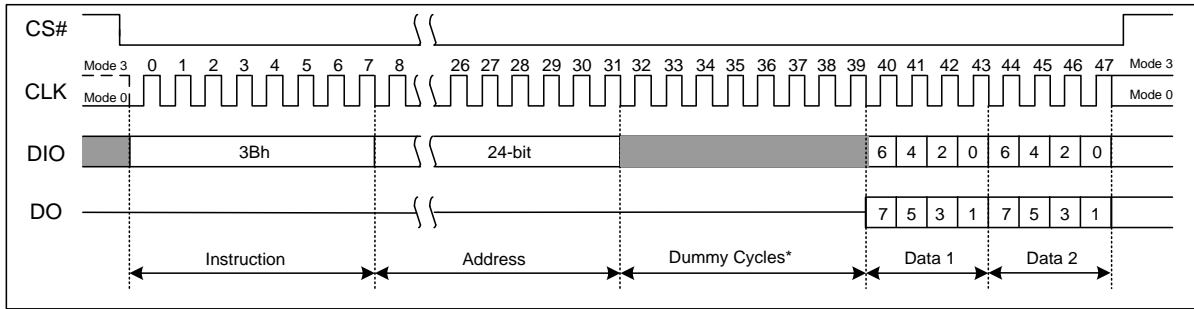 CS#
Mode 3 0 1 2 3 4 5 6 7 8 26 27 28 29 30 31 32 33 34 35 36 37 38 39 40 41 42 43 44 45 46 47 Mode 3
CLK
Mode 0 Mode 0
DIO 3Bh 24-bit 6 4 2 0 6 4 2 0
DO 7 5 3 1 7 5 3 1
Instruction Address Dummy Cycles* Data 1 Data 2